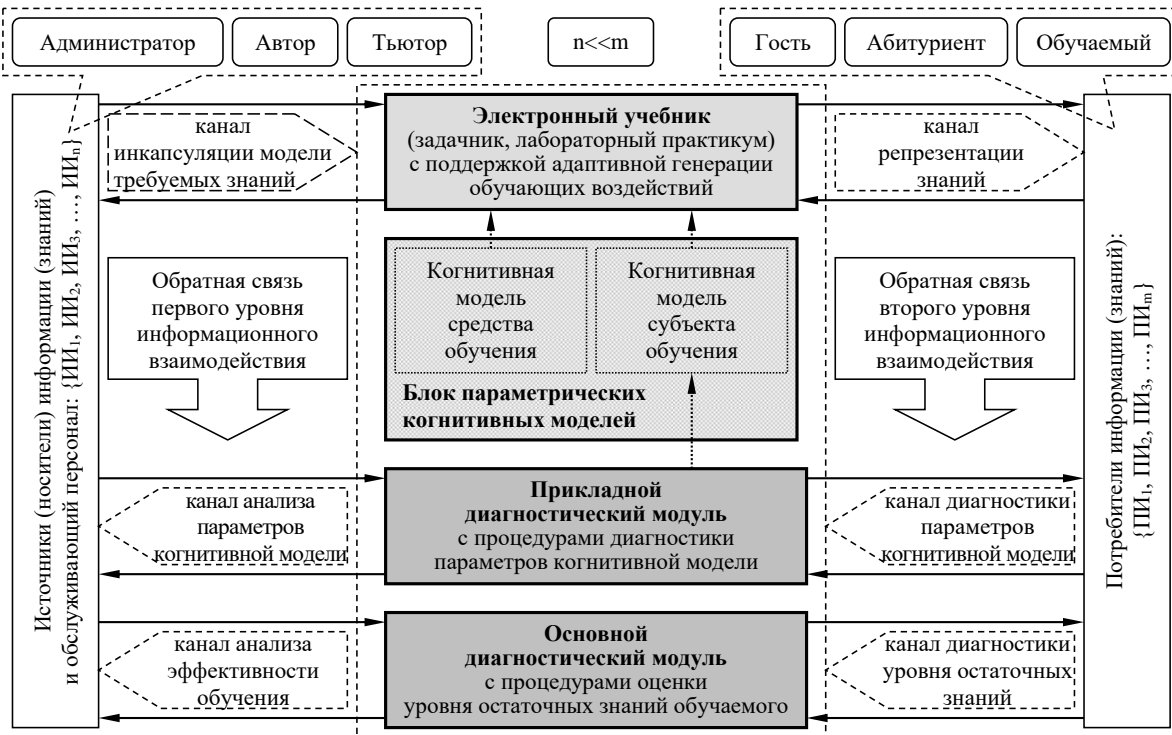 Администратор
Автор
Тьютор
n<<m
Гость
Абитуриент
Обучаемый
Источники (носители) информации (знаний)
и обслуживающий персонал: {ИИ₁, ИИ₂, ИИ₃, …, ИИₙ}
канал
инкапсуляции модели
требуемых знаний
Электронный учебник
(задачник, лабораторный практикум)
с поддержкой адаптивной генерации
обучающих воздействий
канал
репрезентации
знаний
Потребители информации (знаний):
{ПИ₁, ПИ₂, ПИ₃, …, ПИₘ}
Обратная связь
первого уровня
информационного
взаимодействия
Когнитивная
модель
средства
обучения
Когнитивная
модель
субъекта
обучения
Блок параметрических
когнитивных моделей
Обратная связь
второго уровня
информационного
взаимодействия
канал анализа
параметров
когнитивной модели
Прикладной
диагностический модуль
с процедурами диагностики
параметров когнитивной модели
канал диагностики
параметров
когнитивной модели
канал анализа
эффективности
обучения
Основной
диагностический модуль
с процедурами оценки
уровня остаточных знаний обучаемого
канал диагностики
уровня остаточных
знаний